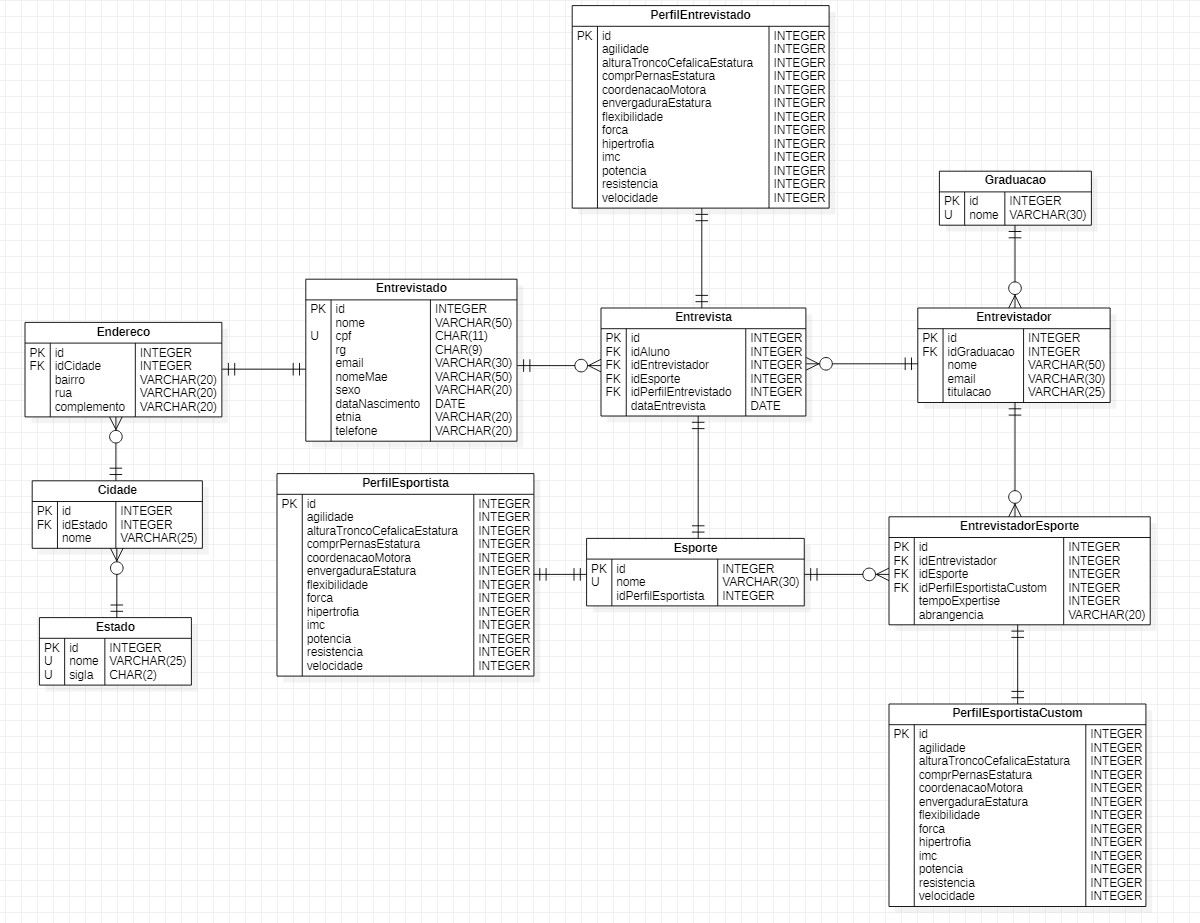 PerfilEntrevistado
PK id INTEGER
agilidade INTEGER
alturaTroncoCefalicaEstatura INTEGER
comprPernasEstatura INTEGER
coordenacaoMotora INTEGER
envergaduraEstatura INTEGER
flexibilidade INTEGER
forca INTEGER
hipertrofia INTEGER
imc INTEGER
potencia INTEGER
resistencia INTEGER
velocidade INTEGER
Graduacao
PK id INTEGER
U nome VARCHAR(30)
Entrevistado
PK id INTEGER
nome VARCHAR(50)
U cpf CHAR(11)
rg CHAR(9)
email VARCHAR(30)
nomeMae VARCHAR(50)
sexo VARCHAR(20)
dataNascimento DATE
etnia VARCHAR(20)
telefone VARCHAR(20)
Endereco
PK id INTEGER
FK idCidade INTEGER
bairro VARCHAR(20)
rua VARCHAR(20)
complemento VARCHAR(20)
Entrevista
PK id INTEGER
FK idAluno INTEGER
FK idEntrevistador INTEGER
FK idEsporte INTEGER
FK idPerfilEntrevistado INTEGER
dataEntrevista DATE
Entrevistador
PK id INTEGER
FK idGraduacao INTEGER
nome VARCHAR(50)
email VARCHAR(30)
titulacao VARCHAR(25)
Cidade
PK id INTEGER
FK idEstado INTEGER
nome VARCHAR(25)
PerfilEsportista
PK id INTEGER
agilidade INTEGER
alturaTroncoCefalicaEstatura INTEGER
comprPernasEstatura INTEGER
coordenacaoMotora INTEGER
envergaduraEstatura INTEGER
flexibilidade INTEGER
forca INTEGER
hipertrofia INTEGER
imc INTEGER
potencia INTEGER
resistencia INTEGER
velocidade INTEGER
Esporte
PK id INTEGER
U nome VARCHAR(30)
idPerfilEsportista INTEGER
EntrevistadorEsporte
PK id INTEGER
FK idEntrevistador INTEGER
FK idEsporte INTEGER
FK idPerfilEsportistaCustom INTEGER
tempoExpertise INTEGER
abrangencia VARCHAR(20)
Estado
PK id INTEGER
U nome VARCHAR(25)
U sigla CHAR(2)
PerfilEsportistaCustom
PK id INTEGER
agilidade INTEGER
alturaTroncoCefalicaEstatura INTEGER
comprPernasEstatura INTEGER
coordenacaoMotora INTEGER
envergaduraEstatura INTEGER
flexibilidade INTEGER
forca INTEGER
hipertrofia INTEGER
imc INTEGER
potencia INTEGER
resistencia INTEGER
velocidade INTEGER